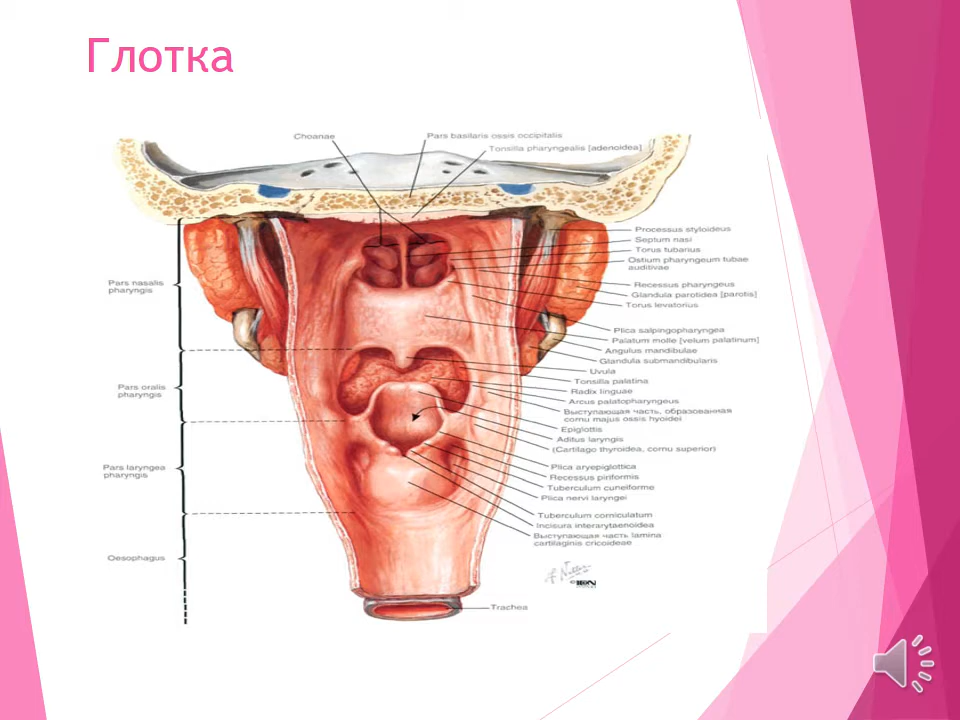 Глотка
Choanae
Pars basilaris ossis occipitalis
Tonsilla pharyngealis [adenoidea]
Processus styloideus
Septum nasi
Torus tubarius
Ostium pharyngeum tubae
auditivae
Recessus pharyngeus
Glandula parotidea [parotis]
Torus levatorius
Pars nasalis
pharyngis
Plica salpingopharyngea
Palatum molle [velum palatinum]
Angulus mandibulae
Glandula submandibularis
Uvula
Tonsilla palatina
Radix linguae
Arcus palatopharyngeus
Pars oralis
pharyngis
Выступающая часть, образованная
cornu majus ossis hyoidei
Epiglottis
Aditus laryngis
(Cartilago thyroidea, cornu superior)
Pars laryngea
pharyngis
Plica aryepiglottica
Recessus piriformis
Tuberculum cuneiforme
Plica nervi laryngei
Tuberculum corniculatum
Incisura interarytaenoidea
Выступающая часть lamina
cartilaginis cricoideae
Oesophagus
Trachea